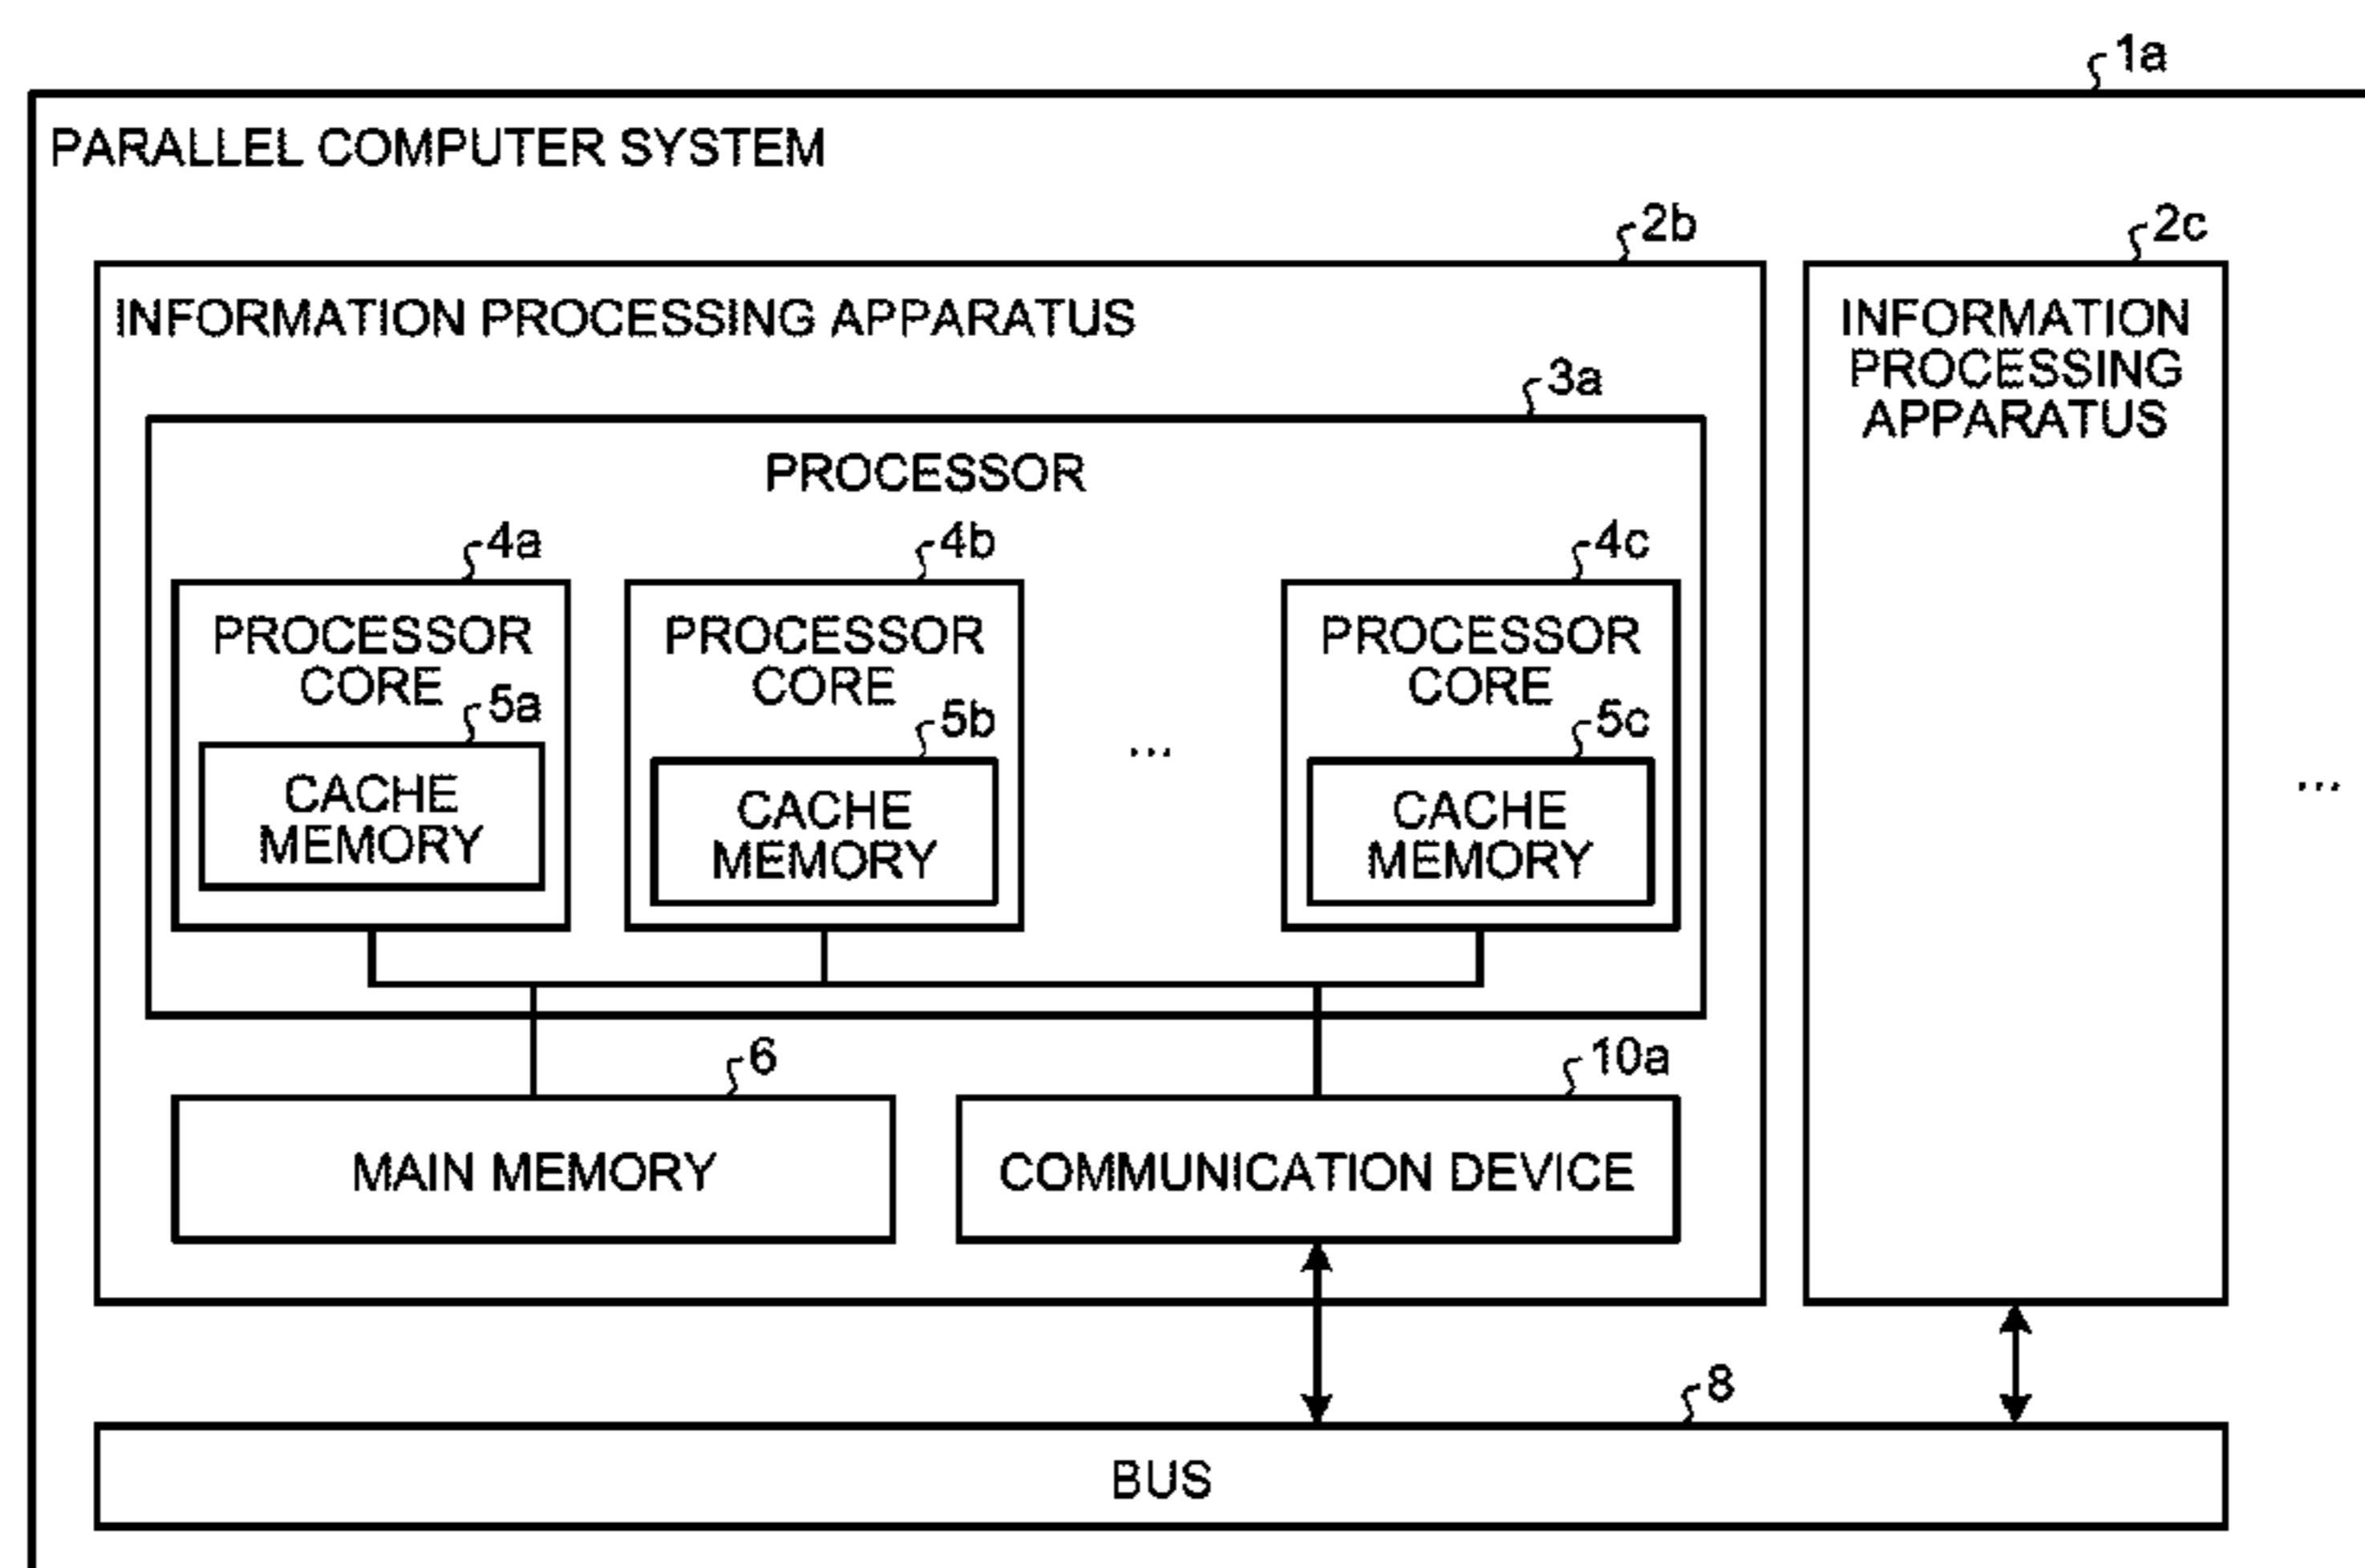 1a
PARALLEL COMPUTER SYSTEM
2b
2c
INFORMATION PROCESSING APPARATUS
INFORMATION
PROCESSING
APPARATUS
3a
PROCESSOR
4a
4b
4c
PROCESSOR
CORE
PROCESSOR
CORE
PROCESSOR
CORE
5a
5b
5c
CACHE
MEMORY
CACHE
MEMORY
CACHE
MEMORY
...
...
6
10a
MAIN MEMORY
COMMUNICATION DEVICE
8
BUS